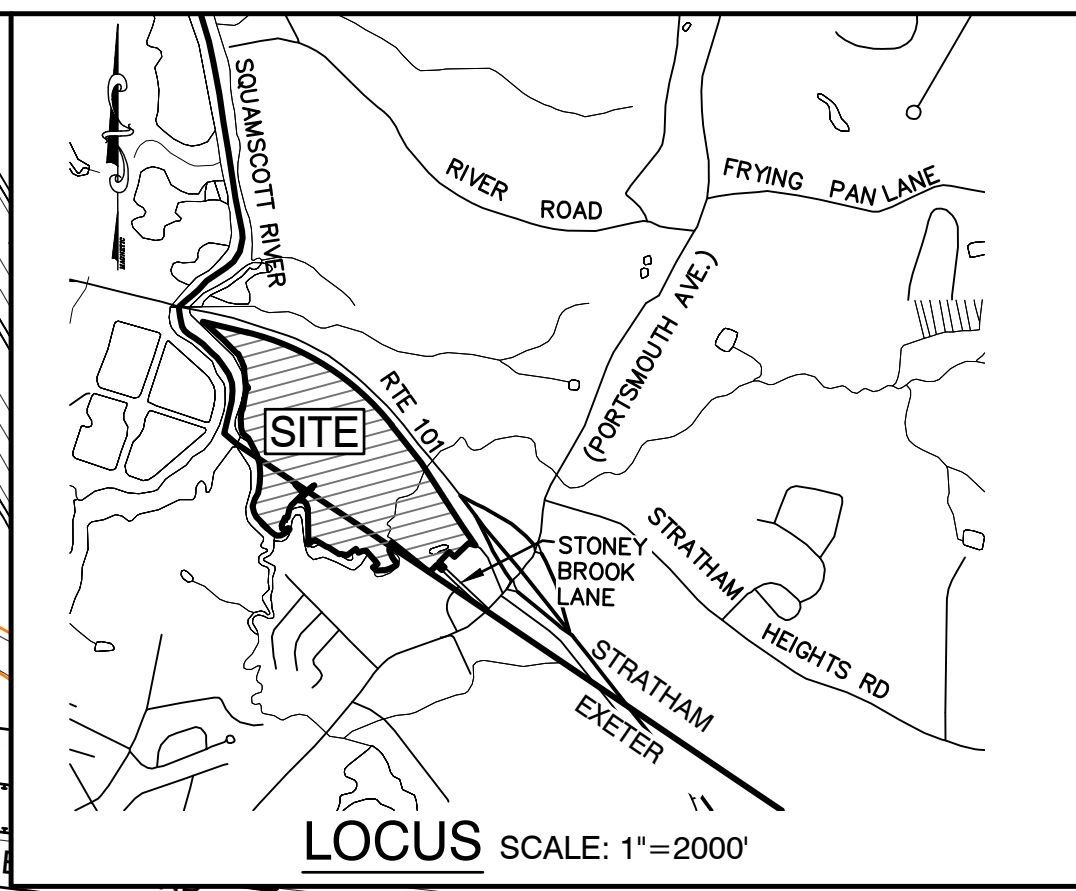 SQUAMSCOTT RIVER
RIVER ROAD
FRYING PAN LANE
MAGNETIC
(PORTSMOUTH AVE.)
RTE 101
SITE
STRATHAM HEIGHTS RD
STONEY
BROOK
LANE
STRATHAM
EXETER
LOCUS SCALE: 1"=2000'